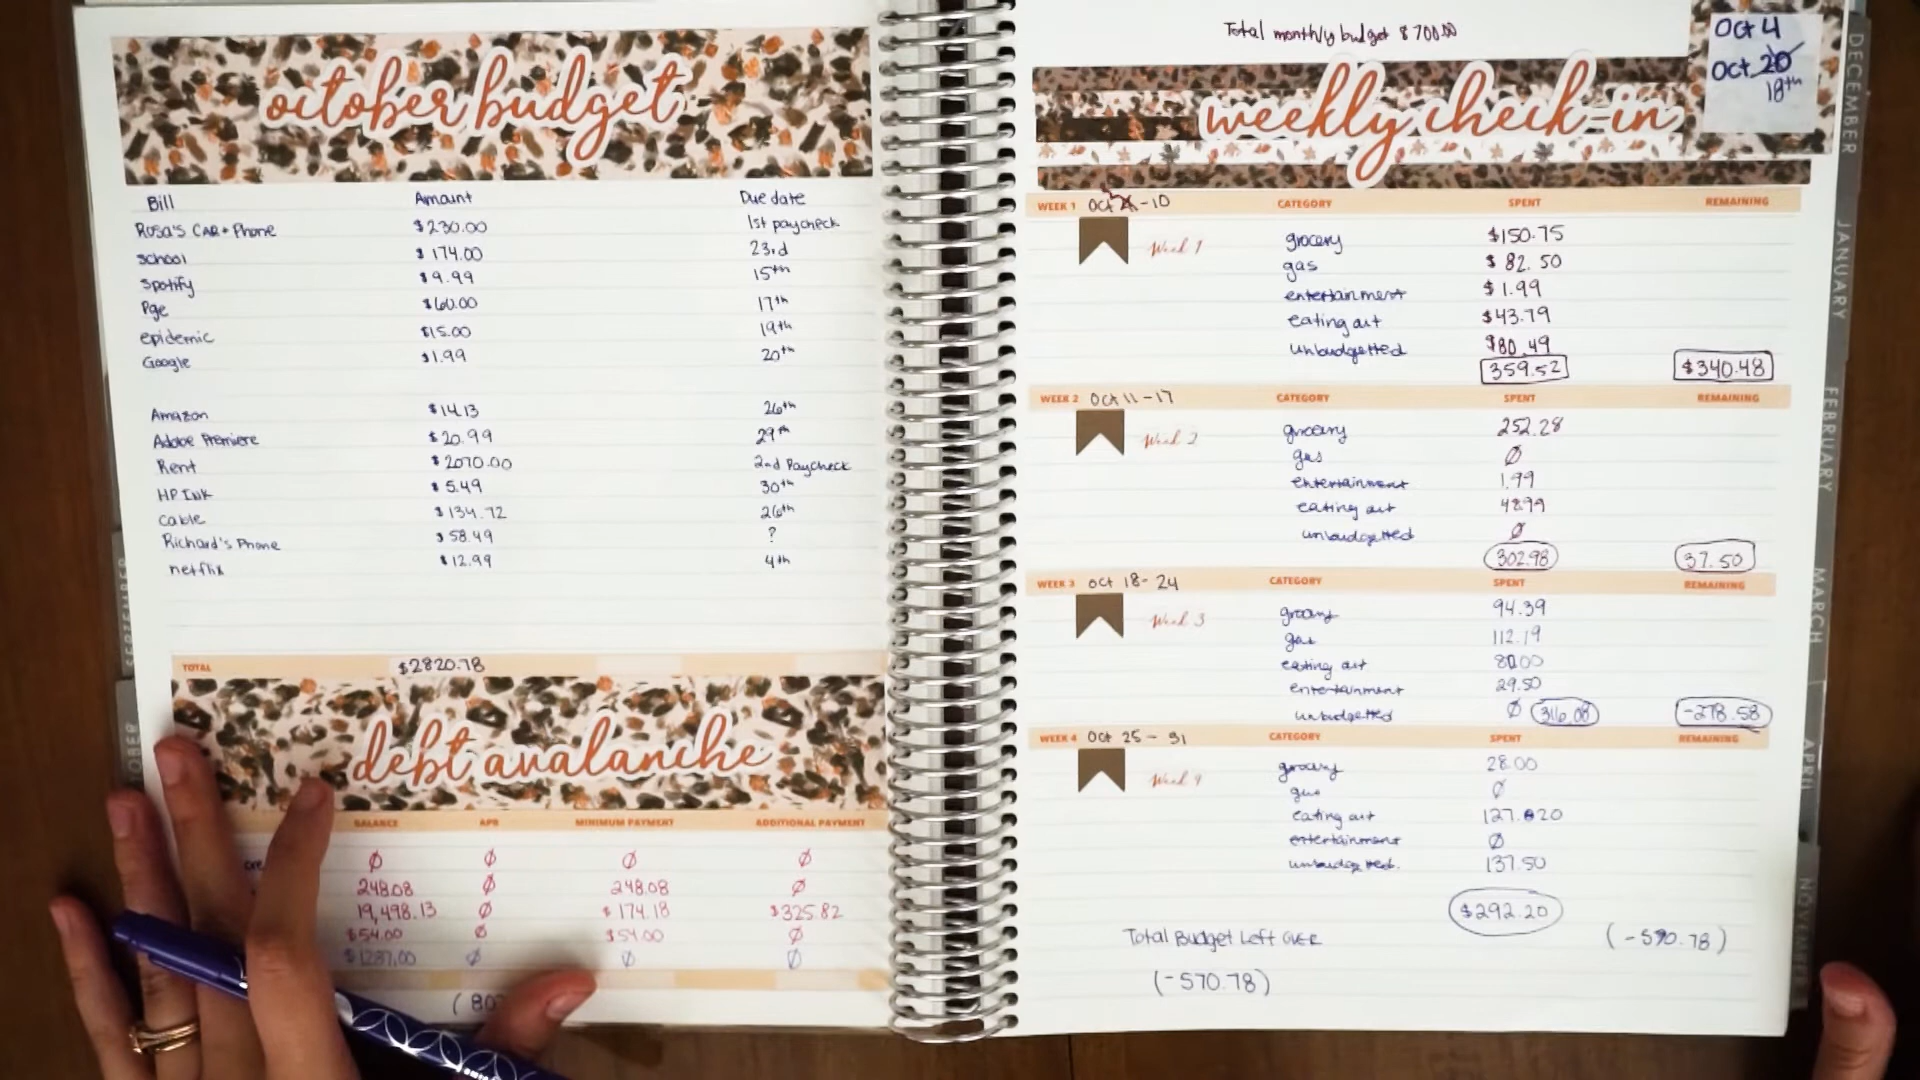 october budget
Bill Amount Due date
Rosa's CAR + Phone $230.00 1st paycheck
School $174.00 23rd
Spotify $9.99 15th
Pge $60.00 17th
epidemic $15.00 19th
Google $1.99 20th
Amazon $14.13 26th
Adobe Premiere $20.99 29th
Rent $2070.00 2nd Paycheck
HP INK $5.49 30th
Cable $134.72 26th
Richard's Phone $58.49 ?
netflix $12.99 4th
TOTAL $2820.78
debt avalanche
BALANCE APR MINIMUM PAYMENT ADDITIONAL PAYMENT
Ø Ø Ø Ø
248.08 Ø 248.08 Ø
19,498.13 Ø $174.18 $325.82
$54.00 Ø $54.00 Ø
$1287.00 Ø Ø Ø
(80
Total monthly budget $700.00
Oct 4
Oct 20
18th
weekly check-in
WEEK 1 Oct -10 CATEGORY SPENT REMAINING
Week 1
grocery $150.75
gas $82.50
entertainment $1.99
eating out $43.79
unbudgetted $80.49
359.52 $340.48
WEEK 2 Oct 11-17 CATEGORY SPENT REMAINING
Week 2
grocery 252.28
gas Ø
entertainment 1.99
eating out 48.99
unbudgetted Ø
302.98 37.50
WEEK 3 Oct 18-24 CATEGORY SPENT REMAINING
Week 3
grocery 94.39
gas 112.19
eating out 80.00
entertainment 29.50
unbudgetted Ø 316.08 -278.58
WEEK 4 Oct 25-31 CATEGORY SPENT REMAINING
Week 4
grocery 28.00
gas Ø
eating out 127.20
entertainment Ø
unbudgetted. 137.50
$292.20
Total Budget Left OVER (-570.78)
(-570.78)
DECEMBER
JANUARY
FEBRUARY
MARCH
APRIL
NOVEMBER
SEPTEMBER